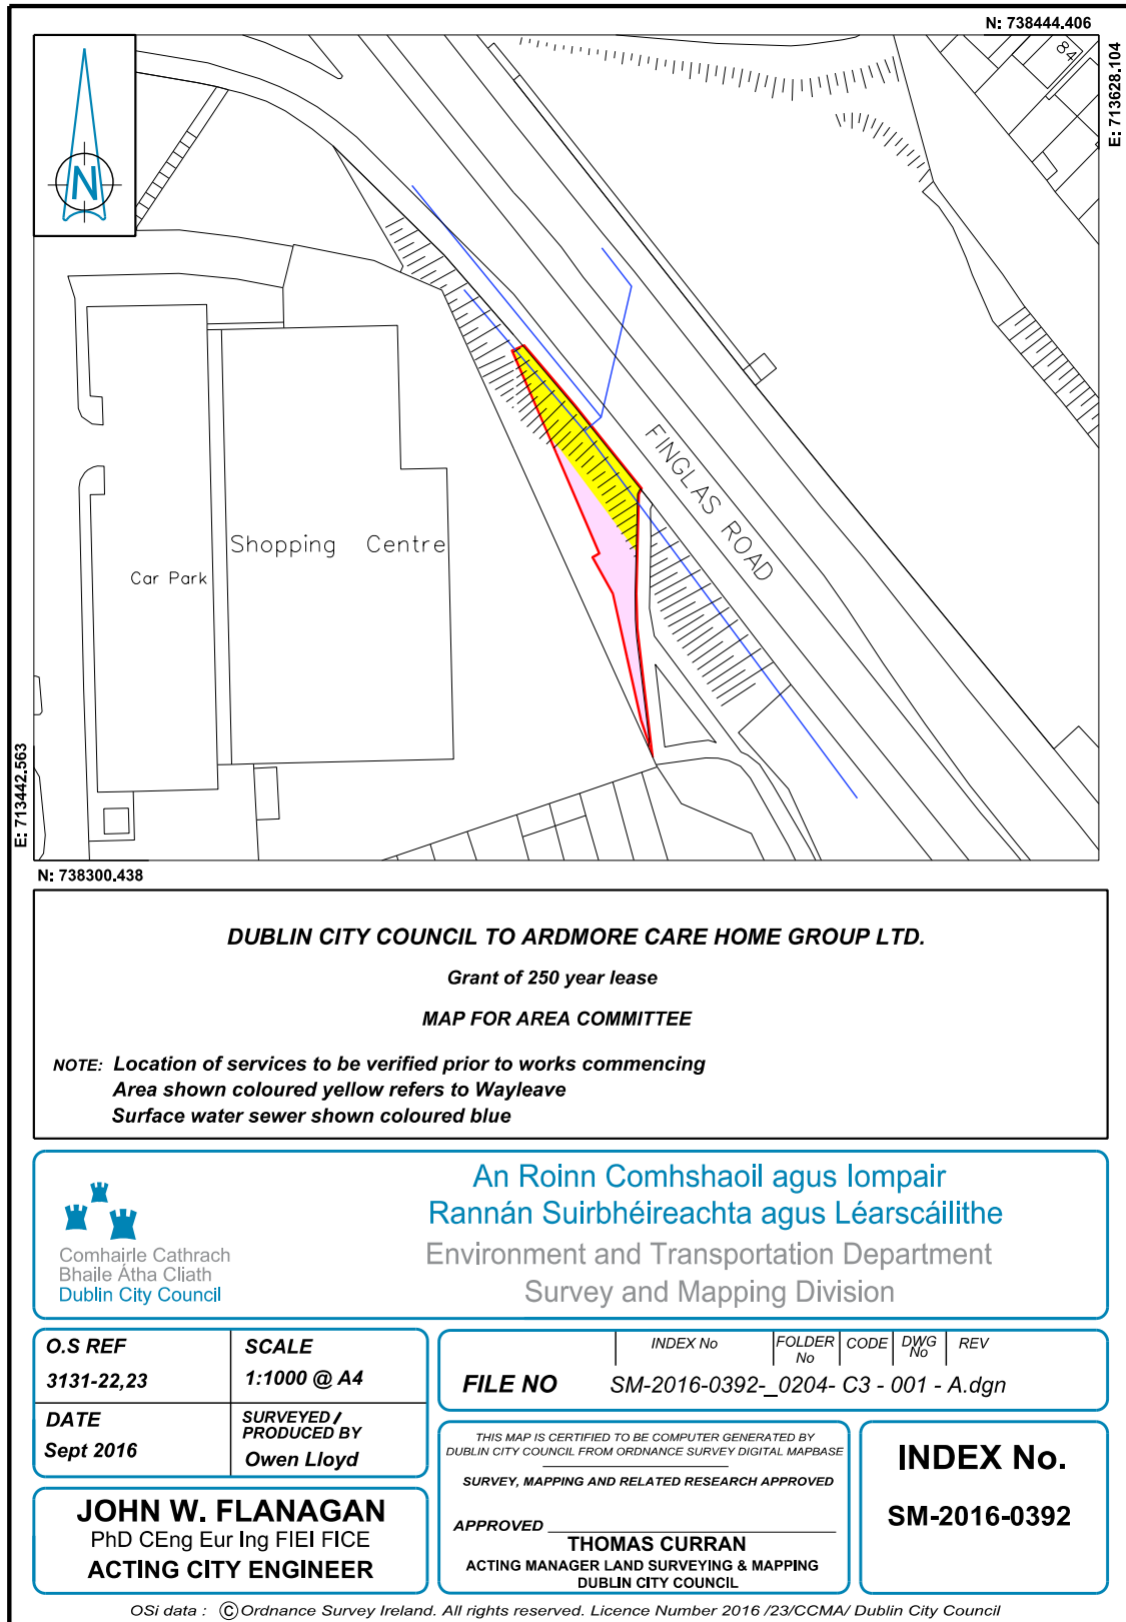 N: 738444.406
E: 713628.104
84
N
FINGLAS ROAD
Shopping Centre
Car Park
E: 713442.563
N: 738300.438
DUBLIN CITY COUNCIL TO ARDMORE CARE HOME GROUP LTD.
Grant of 250 year lease
MAP FOR AREA COMMITTEE
NOTE: Location of services to be verified prior to works commencing
Area shown coloured yellow refers to Wayleave
Surface water sewer shown coloured blue
Comhairle Cathrach
Bhaile Átha Cliath
Dublin City Council
An Roinn Comhshaoil agus Iompair
Rannán Suirbhéireachta agus Léarscáilithe
Environment and Transportation Department
Survey and Mapping Division
O.S REF
3131-22,23
SCALE
1:1000 @ A4
DATE
Sept 2016
SURVEYED /
PRODUCED BY
Owen Lloyd
INDEX No FOLDER No CODE DWG No REV
FILE NO SM-2016-0392-_0204- C3 - 001 - A.dgn
JOHN W. FLANAGAN
PhD CEng Eur Ing FIEI FICE
ACTING CITY ENGINEER
THIS MAP IS CERTIFIED TO BE COMPUTER GENERATED BY
DUBLIN CITY COUNCIL FROM ORDNANCE SURVEY DIGITAL MAPBASE
SURVEY, MAPPING AND RELATED RESEARCH APPROVED
APPROVED
THOMAS CURRAN
ACTING MANAGER LAND SURVEYING & MAPPING
DUBLIN CITY COUNCIL
INDEX No.
SM-2016-0392
OSi data : ©Ordnance Survey Ireland. All rights reserved. Licence Number 2016 /23/CCMA/ Dublin City Council